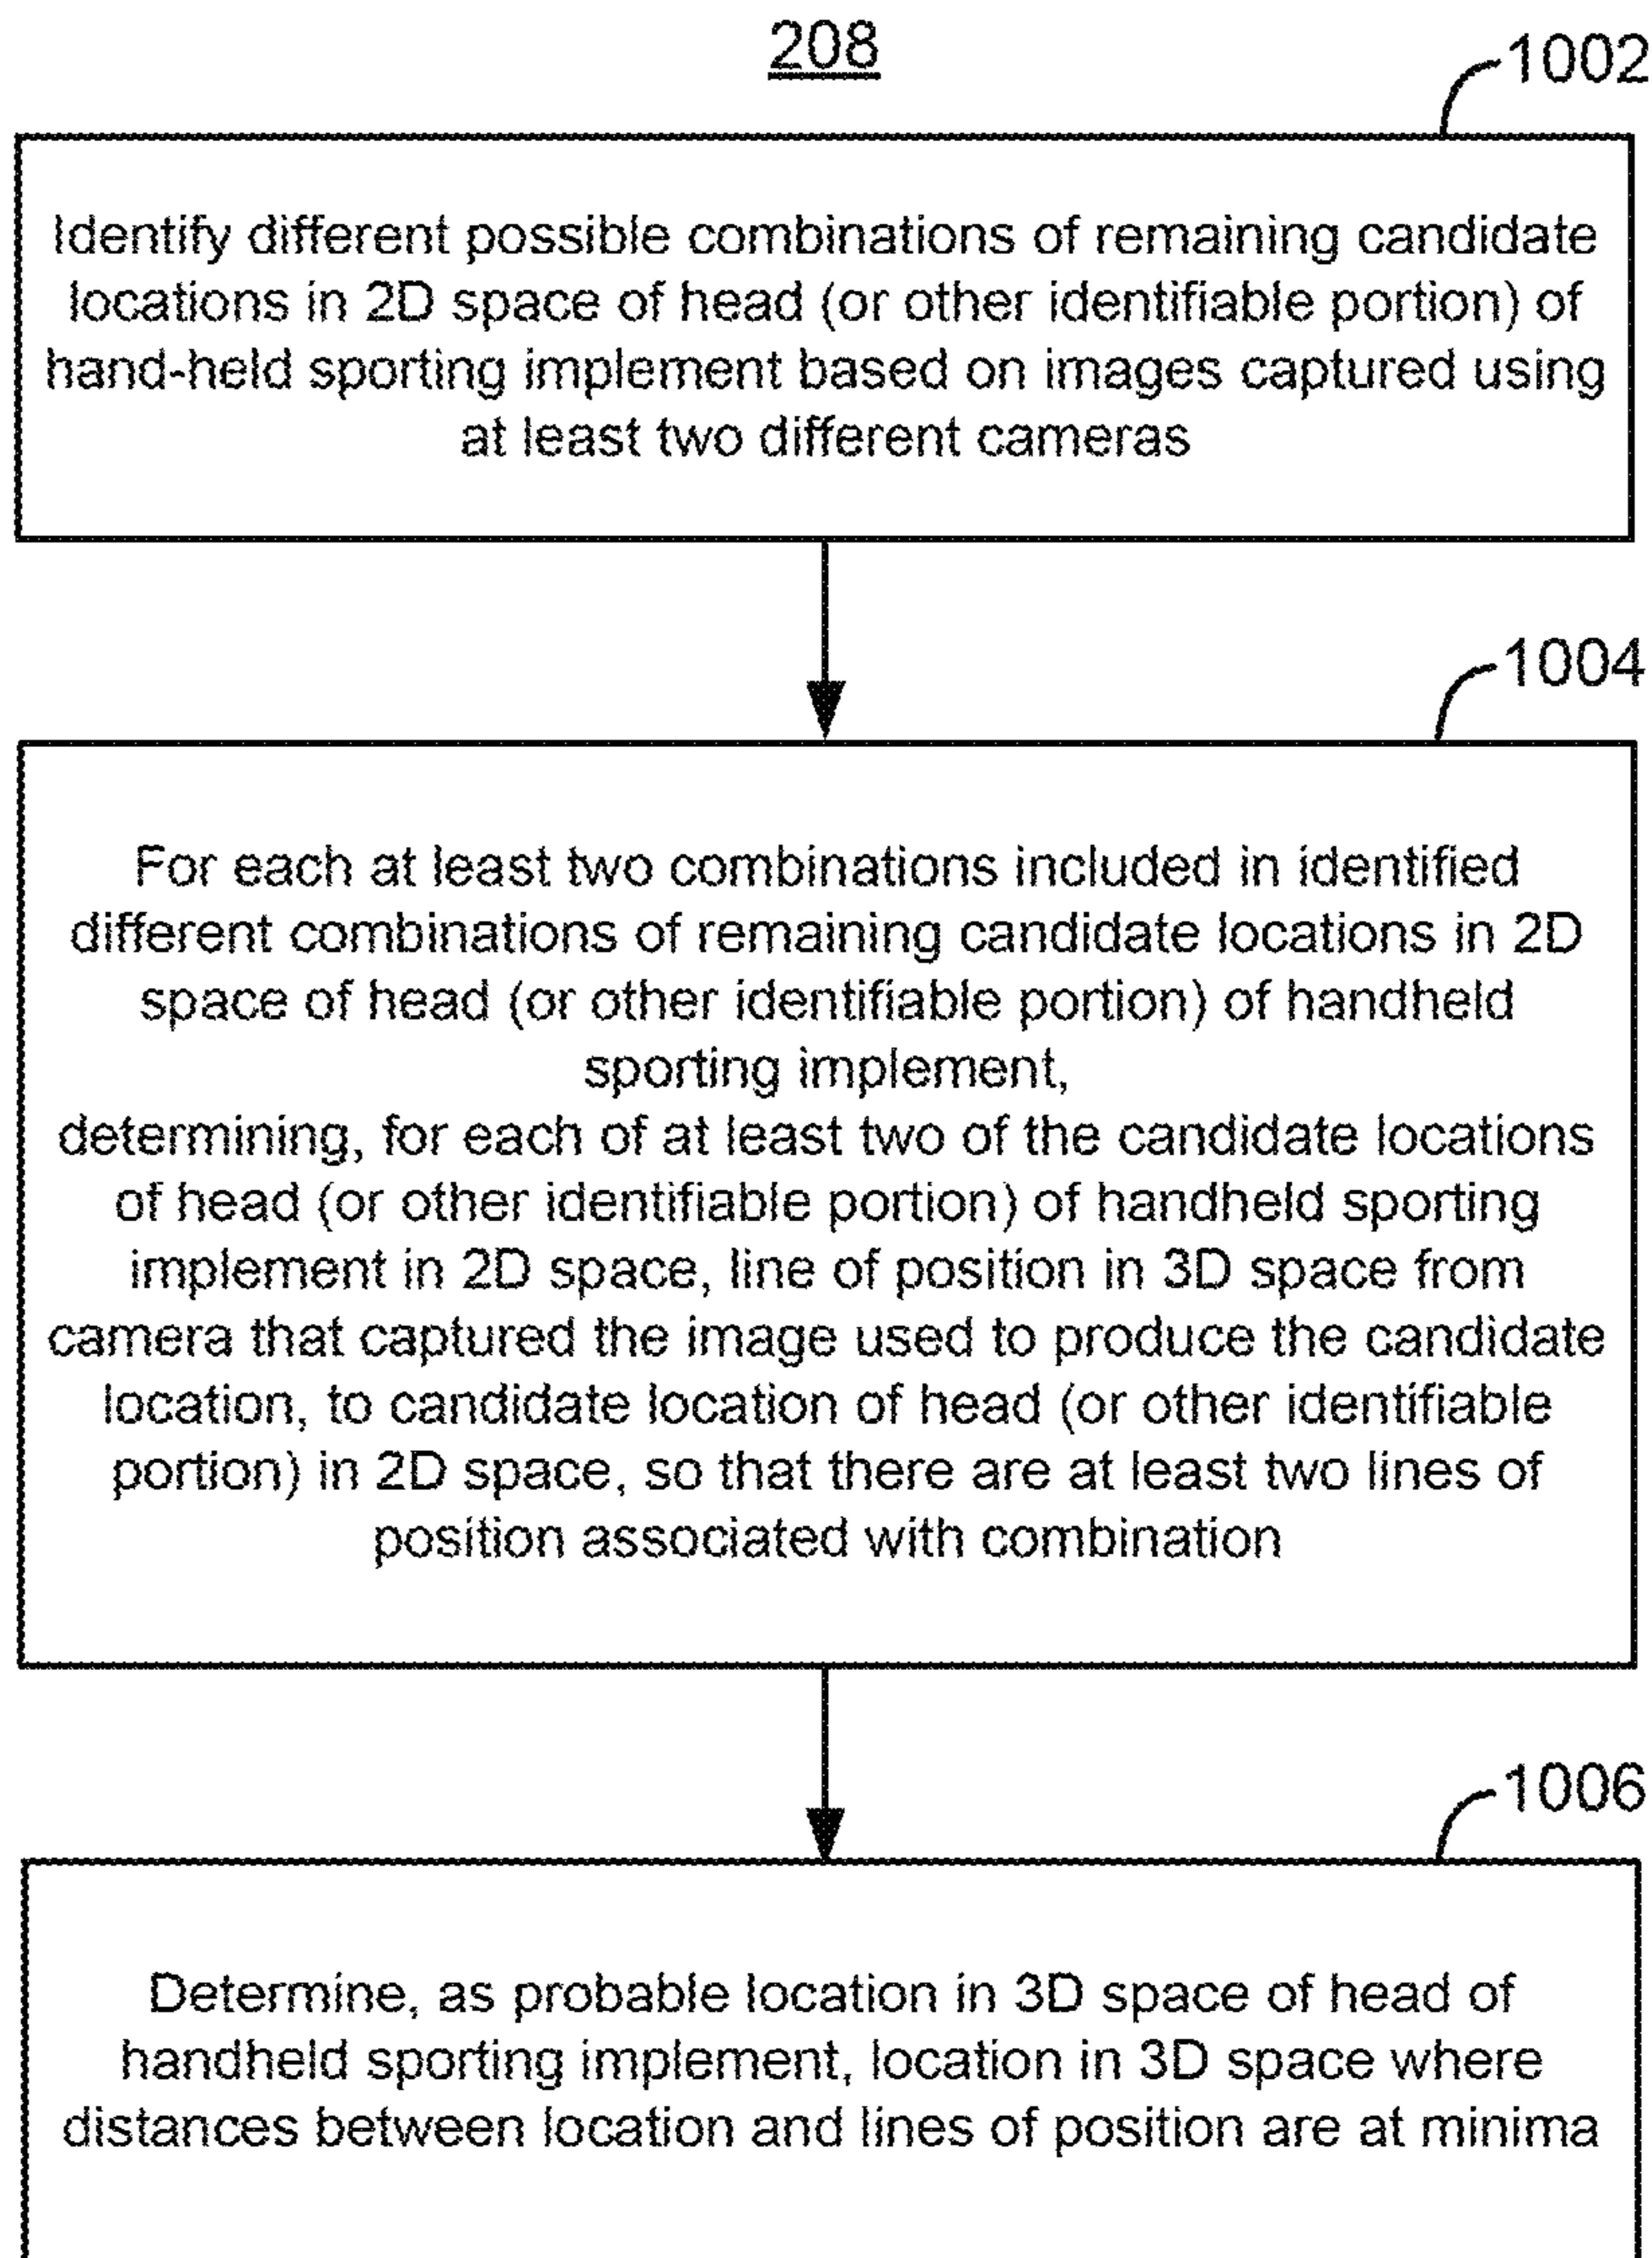 208
1002
Identify different possible combinations of remaining candidate
locations in 2D space of head (or other identifiable portion) of
hand-held sporting implement based on images captured using
at least two different cameras
1004
For each at least two combinations included in identified
different combinations of remaining candidate locations in 2D
space of head (or other identifiable portion) of handheld
sporting implement,
determining, for each of at least two of the candidate locations
of head (or other identifiable portion) of handheld sporting
implement in 2D space, line of position in 3D space from
camera that captured the image used to produce the candidate
location, to candidate location of head (or other identifiable
portion) in 2D space, so that there are at least two lines of
position associated with combination
1006
Determine, as probable location in 3D space of head of
handheld sporting implement, location in 3D space where
distances between location and lines of position are at minima